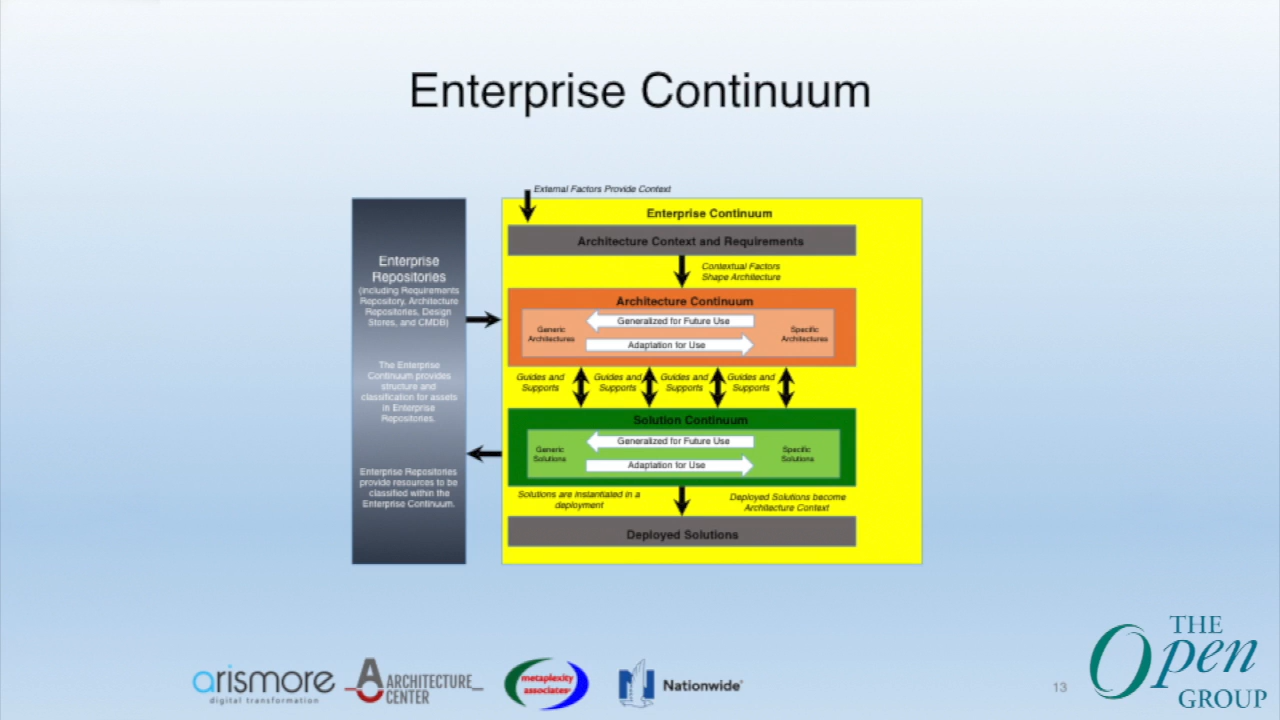 Enterprise Continuum
External Factors Provide Context
Enterprise Continuum
Architecture Context and Requirements
Contextual Factors
Shape Architecture
Enterprise
Repositories
(including Requirements
Repository, Architecture
Repositories, Design
Stores, and CMDB)
The Enterprise
Continuum provides
structure and
classification for assets
in Enterprise
Repositories.
Enterprise Repositories
provide resources to be
classified within the
Enterprise Continuum.
Architecture Continuum
Generic
Architectures
Generalized for Future Use
Adaptation for Use
Specific
Architectures
Guides and
Supports
Guides and
Supports
Guides and
Supports
Guides and
Supports
Solution Continuum
Generic
Solutions
Generalized for Future Use
Adaptation for Use
Specific
Solutions
Solutions are instantiated in a
deployment
Deployed Solutions become
Architecture Context
Deployed Solutions
arismore
digital transformation
ARCHITECTURE
CENTER
metaplexity
associates
Nationwide
13
THE
Open
GROUP